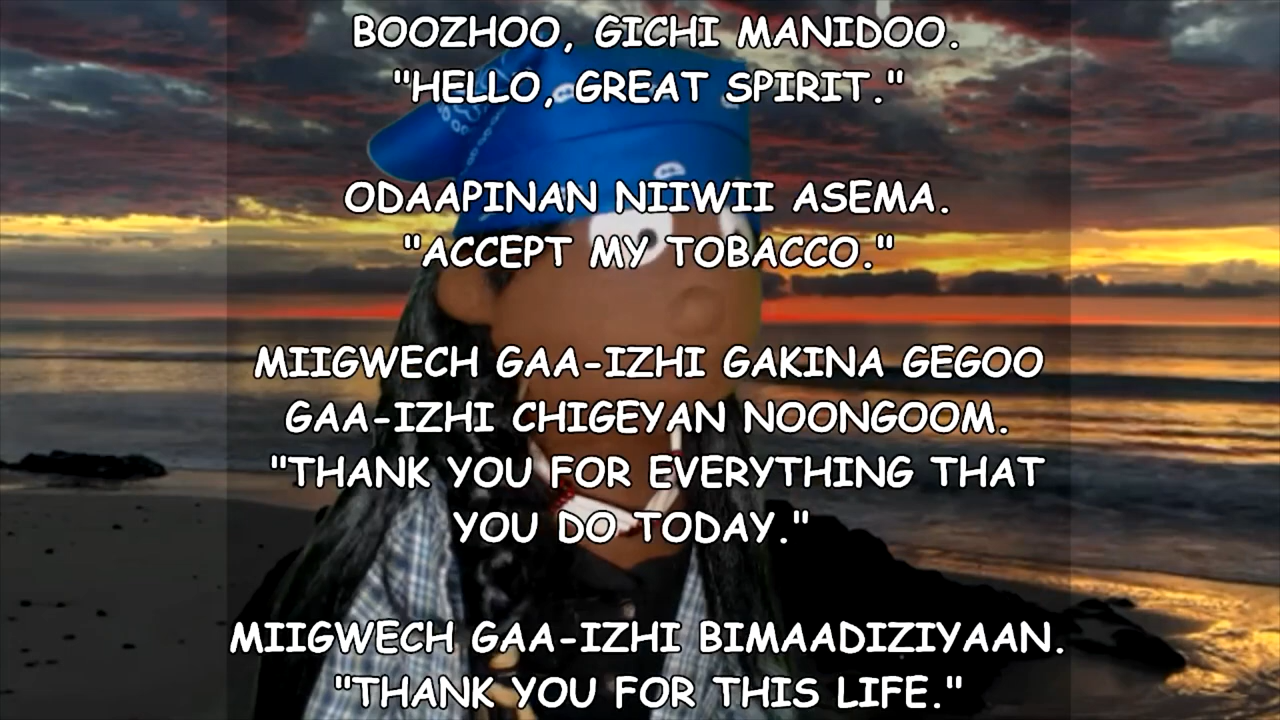 BOOZHOO, GICHI MANIDOO.
"HELLO, GREAT SPIRIT."
ODAAPINAN NIIWII ASEMA.
"ACCEPT MY TOBACCO."
MIIGWECH GAA-IZHI GAKINA GEGOO
GAA-IZHI CHIGEYAN NOONGOOM.
"THANK YOU FOR EVERYTHING THAT
YOU DO TODAY."
MIIGWECH GAA-IZHI BIMAADIZIYAAN.
"THANK YOU FOR THIS LIFE."